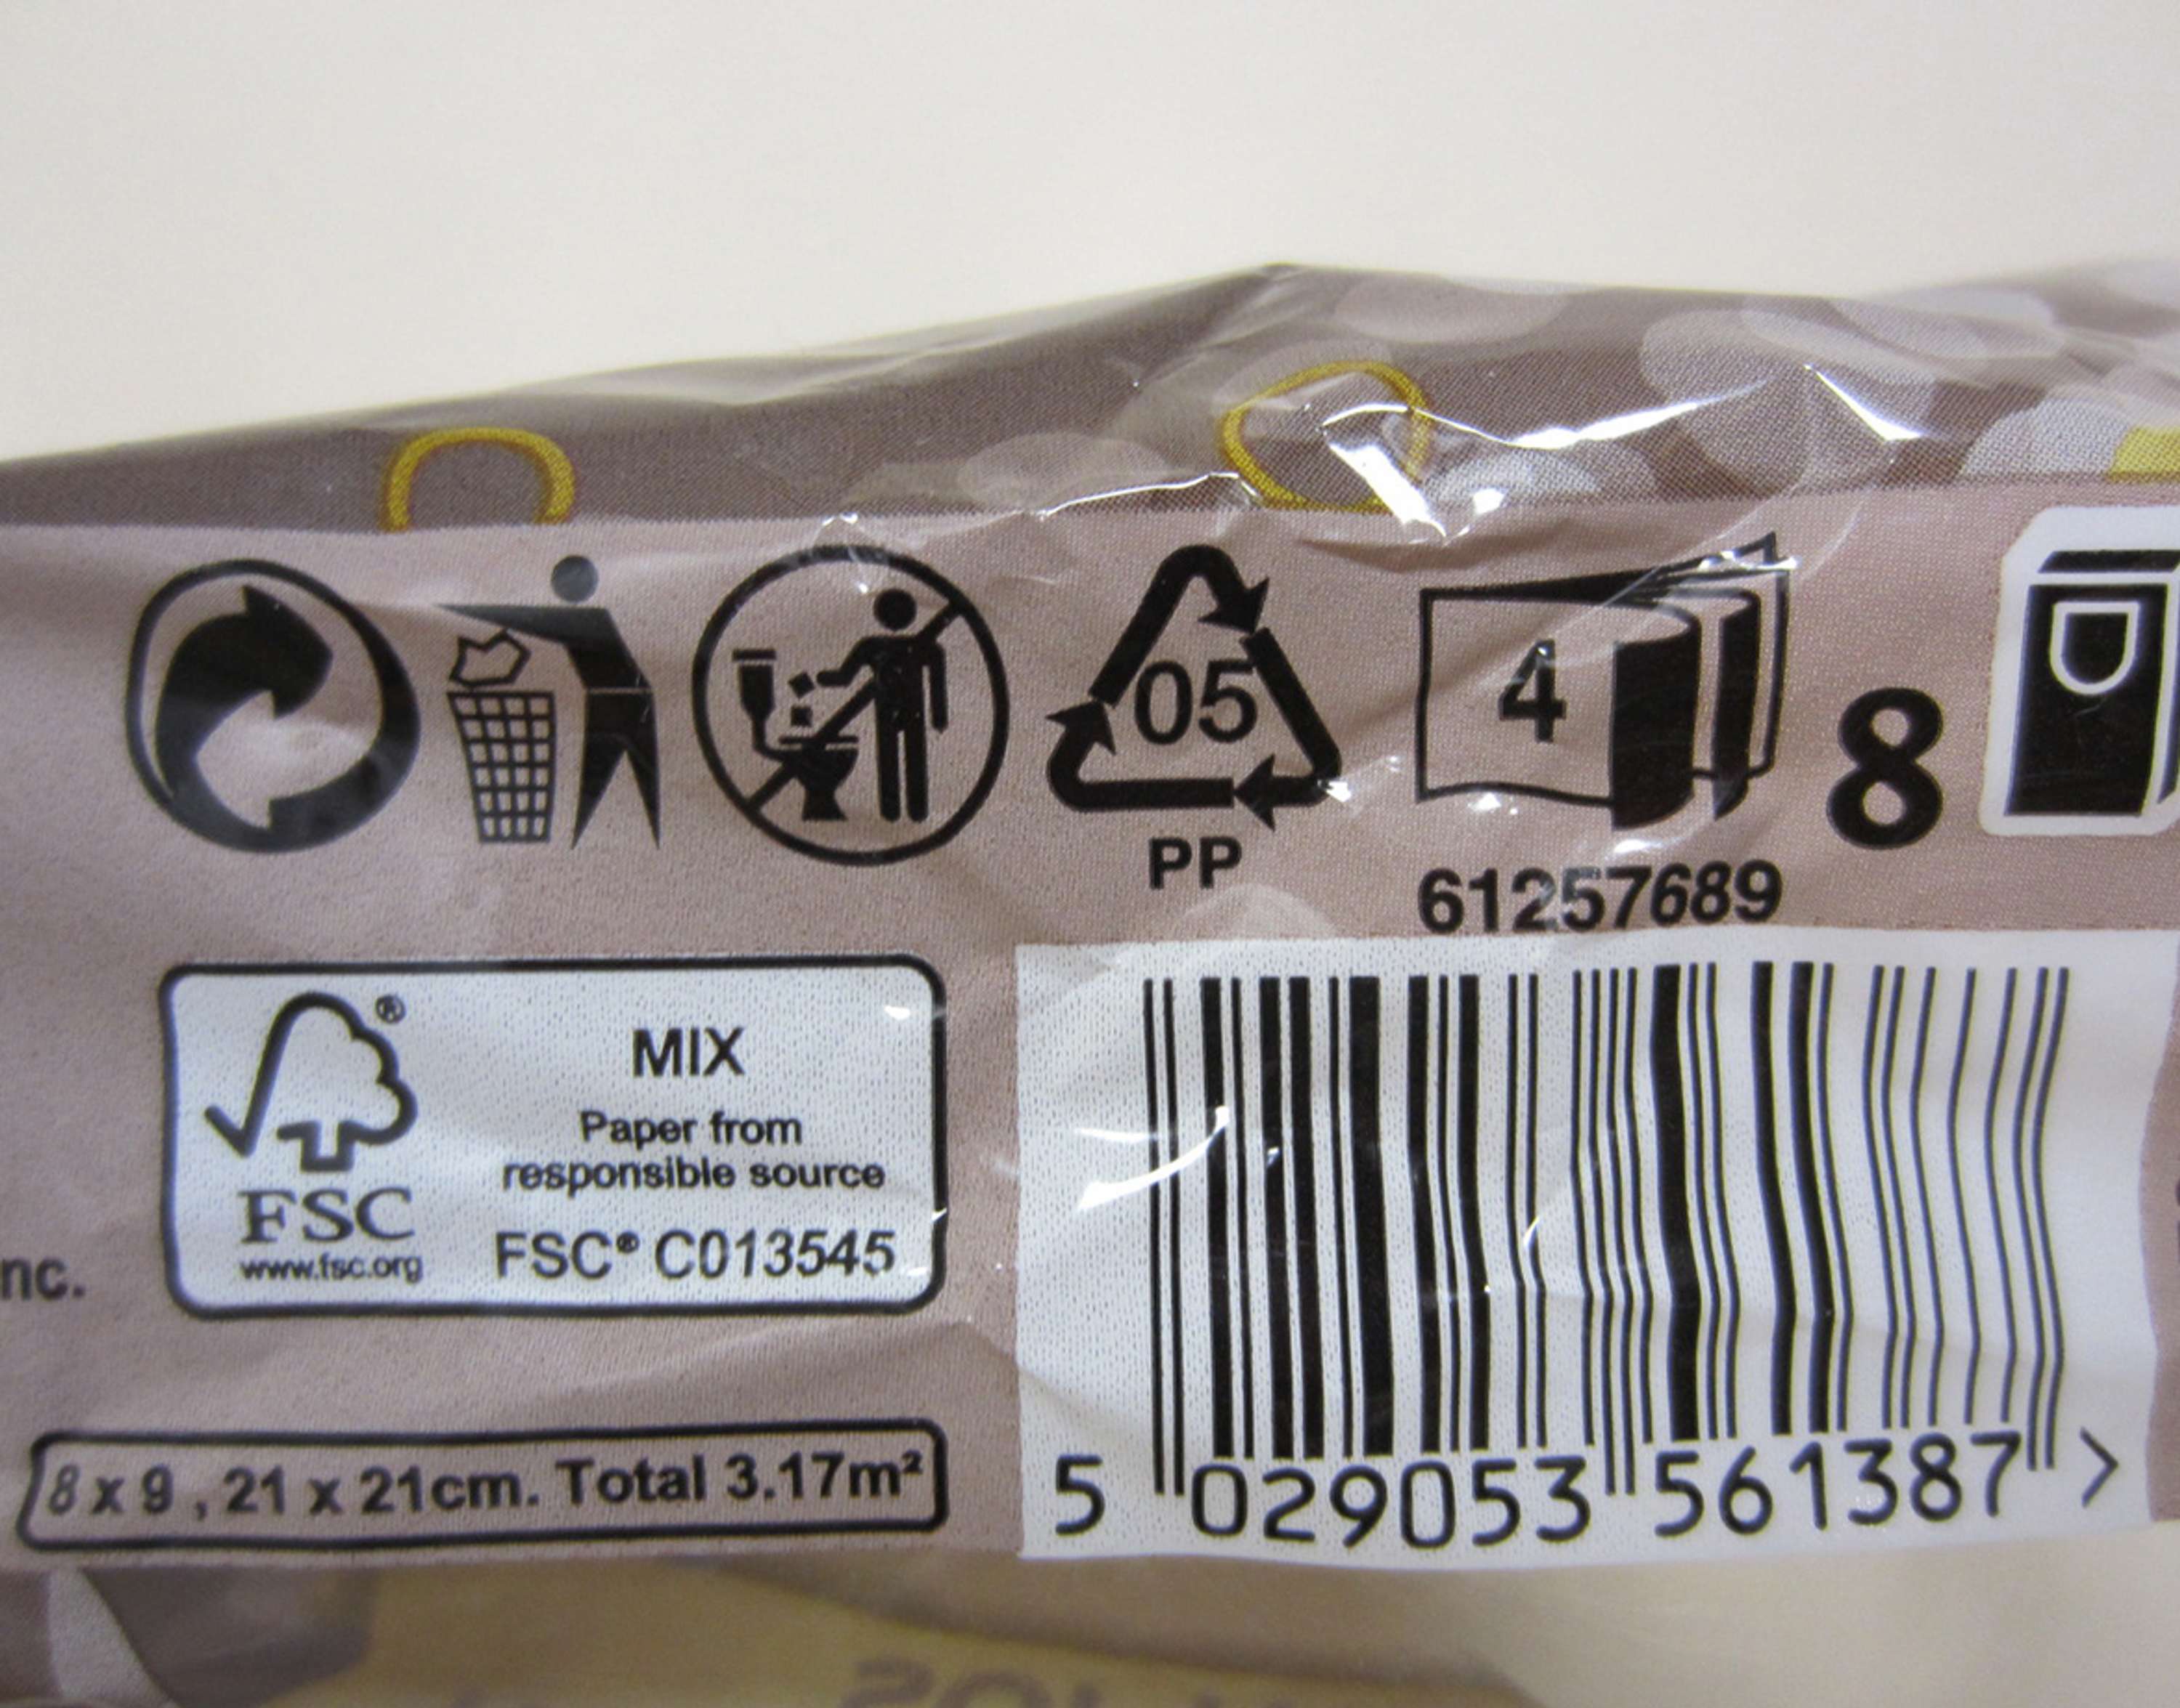 05
PP
4
8
61257689
®
MIX
Paper from
responsible source
FSC
www.fsc.org
FSC® C013545
nc.
8 x 9 , 21 x 21cm. Total 3.17m²
5 029053 561387 >